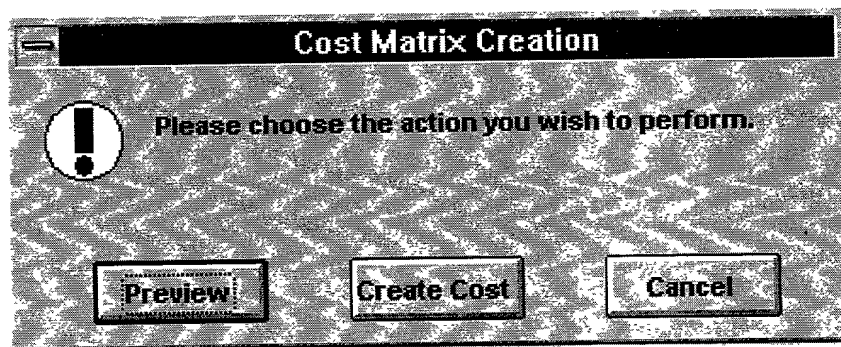 Cost Matrix Creation
Please choose the action you wish to perform.
Preview
Create Cost
Cancel